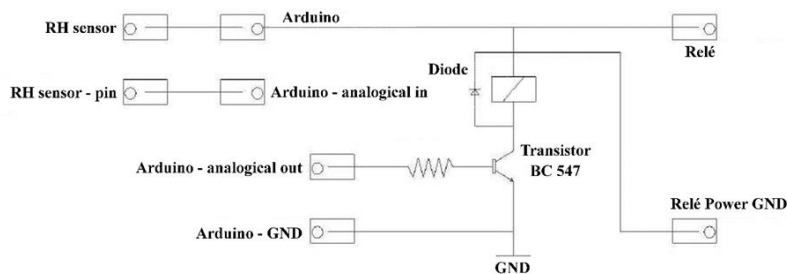 RH sensor
Arduino
Relé
RH sensor - pin
Arduino - analogical in
Diode
Arduino - analogical out
Transistor
BC 547
Arduino - GND
Relé Power GND
GND